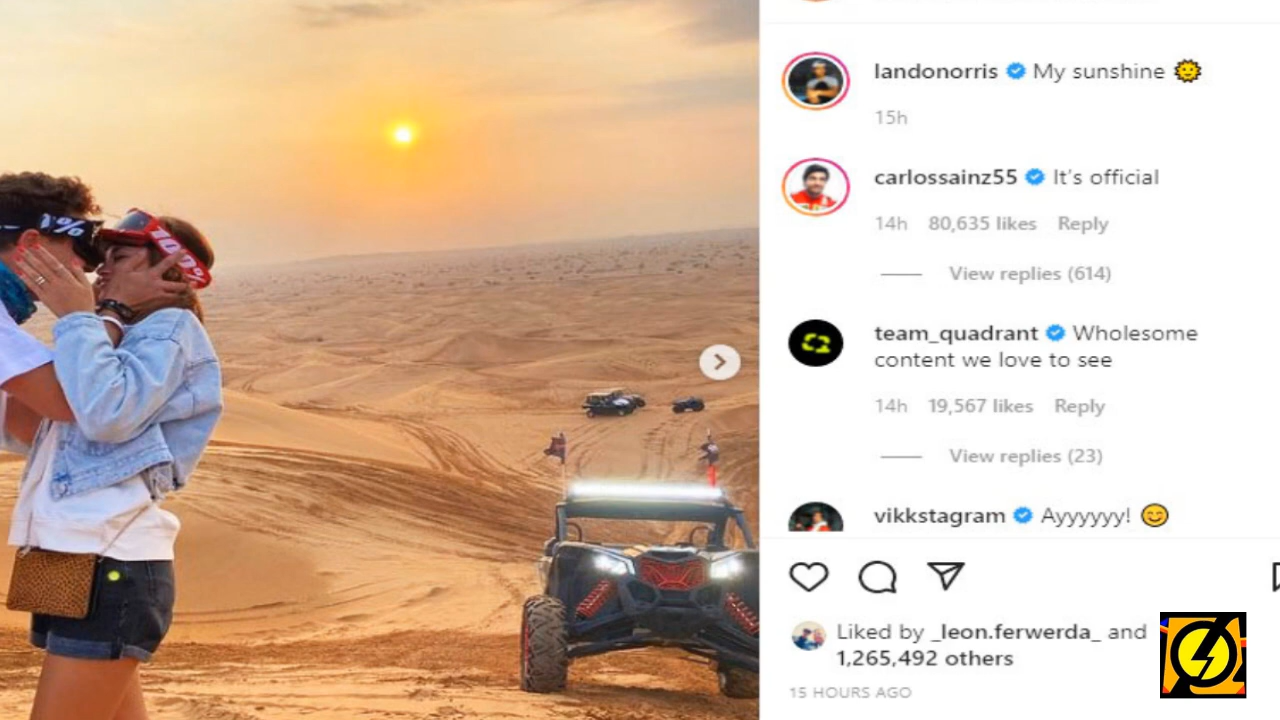 %
100%
landonorris My sunshine 🌞
15h
carlossainz55 It's official
14h 80,635 likes Reply
View replies (614)
team_quadrant Wholesome
content we love to see
14h 19,567 likes Reply
View replies (23)
vikkstagram Ayyyyyy! 😊
Liked by _leon.ferwerda_ and
1,265,492 others
15 HOURS AGO